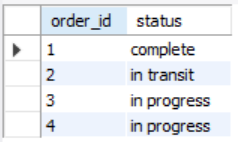 order_id status
1 complete
2 in transit
3 in progress
4 in progress